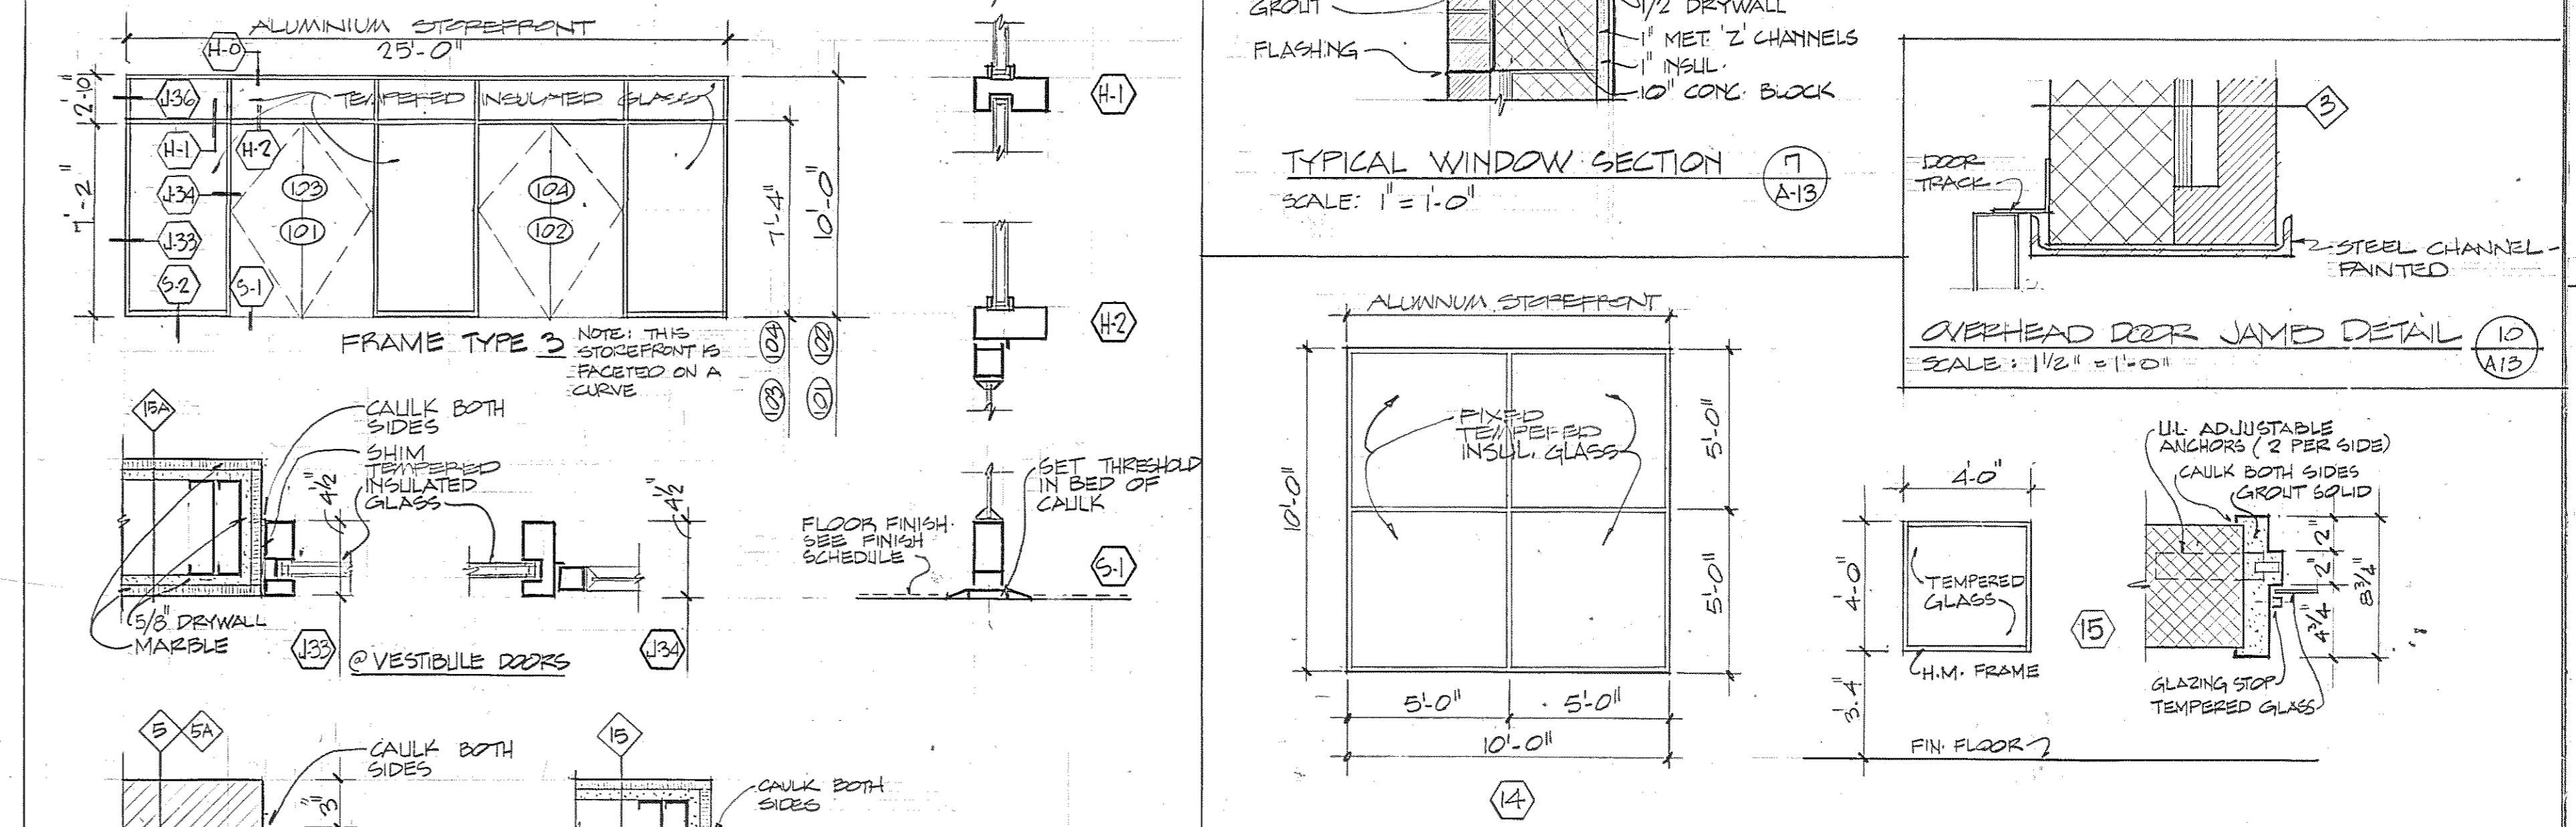 ALUMINIUM STOREFRONT
25'-0"
H-0
2'-10"
J-36
TEMPERED INSULATED GLASS
7'-2"
H-1
H-2
J-34
J-33
S-2
S-1
103
101
104
102
7'-4"
10'-0"
FRAME TYPE 3
NOTE: THIS
STOREFRONT IS
FACETED ON A
CURVE
104
102
103
101
H-1
H-2
15A
CAULK BOTH
SIDES
SHIM
TEMPERED
INSULATED
GLASS
4 1/2"
4 1/2"
5/8" DRYWALL
MARBLE
J-33
@ VESTIBULE DOORS
J-34
FLOOR FINISH
SEE FINISH
SCHEDULE
SET THRESHOLD
IN BED OF
CAULK
S-1
5
5A
CAULK BOTH
SIDES
3"
15
CAULK BOTH
SIDES
GROUT
FLASHING
1/2 DRYWALL
1" MET. 'Z' CHANNELS
1" INSUL.
10" CONC. BLOCK
TYPICAL WINDOW SECTION
SCALE: 1" = 1'-0"
7
A-13
3
DOOR
TRACK
STEEL CHANNEL -
PAINTED
OVERHEAD DOOR JAMB DETAIL
SCALE: 1 1/2" = 1'-0"
10
A13
ALUMINUM STOREFRONT
FIXED
TEMPERED
INSUL. GLASS
10'-0"
5'-0"
5'-0"
5'-0"
5'-0"
10'-0"
14
4'-0"
4'-0"
TEMPERED
GLASS
H.M. FRAME
3'.4"
FIN. FLOOR
15
U.L. ADJUSTABLE
ANCHORS (2 PER SIDE)
CAULK BOTH SIDES
GROUT SOLID
2"
2"
4 3/4"
8 3/4"
GLAZING STOP
TEMPERED GLASS